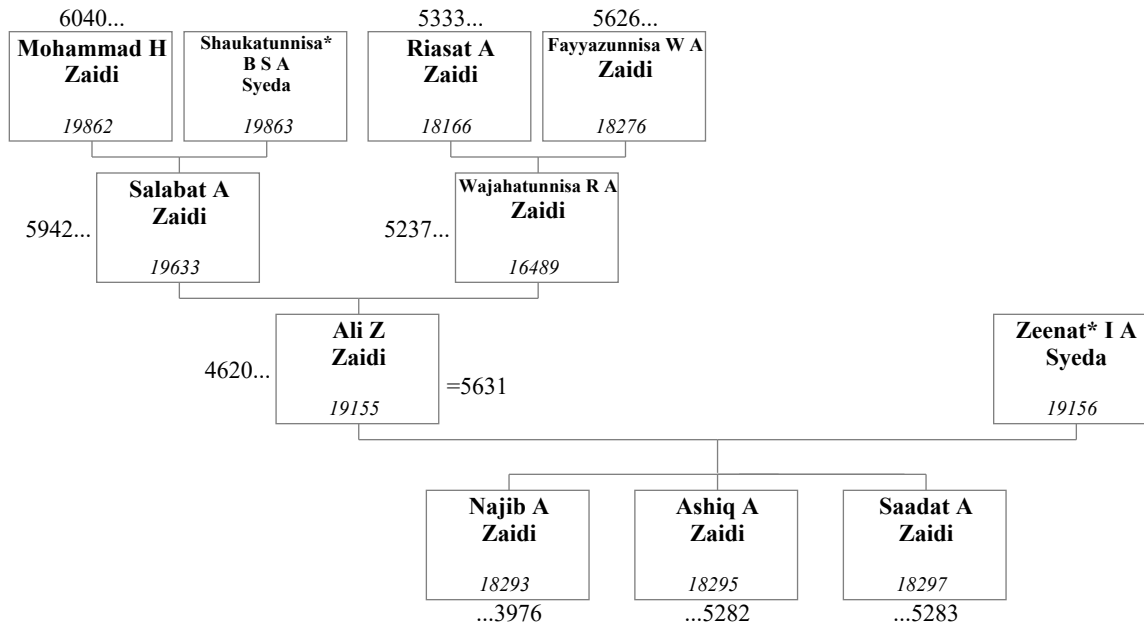 6040...
5333...
5626...
Mohammad H
Zaidi
19862
Shaukatunnisa*
B S A
Syeda
19863
Riasat A
Zaidi
18166
Fayyazunnisa W A
Zaidi
18276
5942...
Salabat A
Zaidi
19633
5237...
Wajahatunnisa R A
Zaidi
16489
4620...
Ali Z
Zaidi
19155
=5631
Zeenat* I A
Syeda
19156
Najib A
Zaidi
18293
...3976
Ashiq A
Zaidi
18295
...5282
Saadat A
Zaidi
18297
...5283